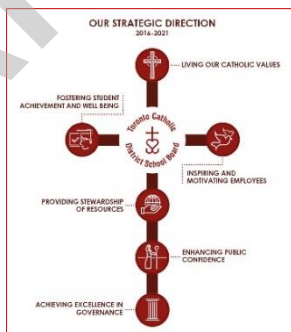 OUR STRATEGIC DIRECTION
2016-2021
LIVING OUR CATHOLIC VALUES
FOSTERING STUDENT
ACHIEVEMENT AND WELL BEING
Toronto Catholic
District School Board
INSPIRING AND
MOTIVATING EMPLOYEES
PROVIDING STEWARDSHIP
OF RESOURCES
ENHANCING PUBLIC
CONFIDENCE
ACHIEVING EXCELLENCE IN
GOVERNANCE